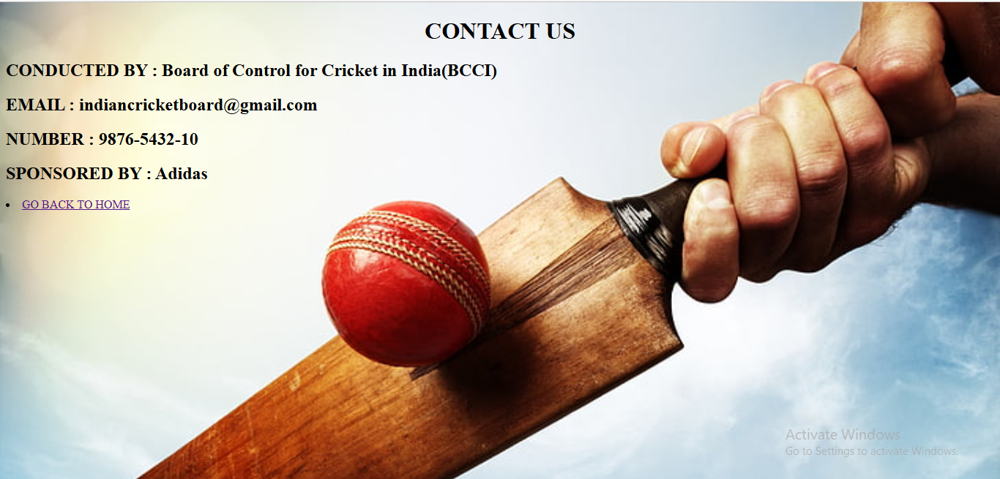 CONTACT US
CONDUCTED BY : Board of Control for Cricket in India(BCCI)
EMAIL : indiancricketboard@gmail.com
NUMBER : 9876-5432-10
SPONSORED BY : Adidas
GO BACK TO HOME
Activate Windows
Go to Settings to activate Windows.